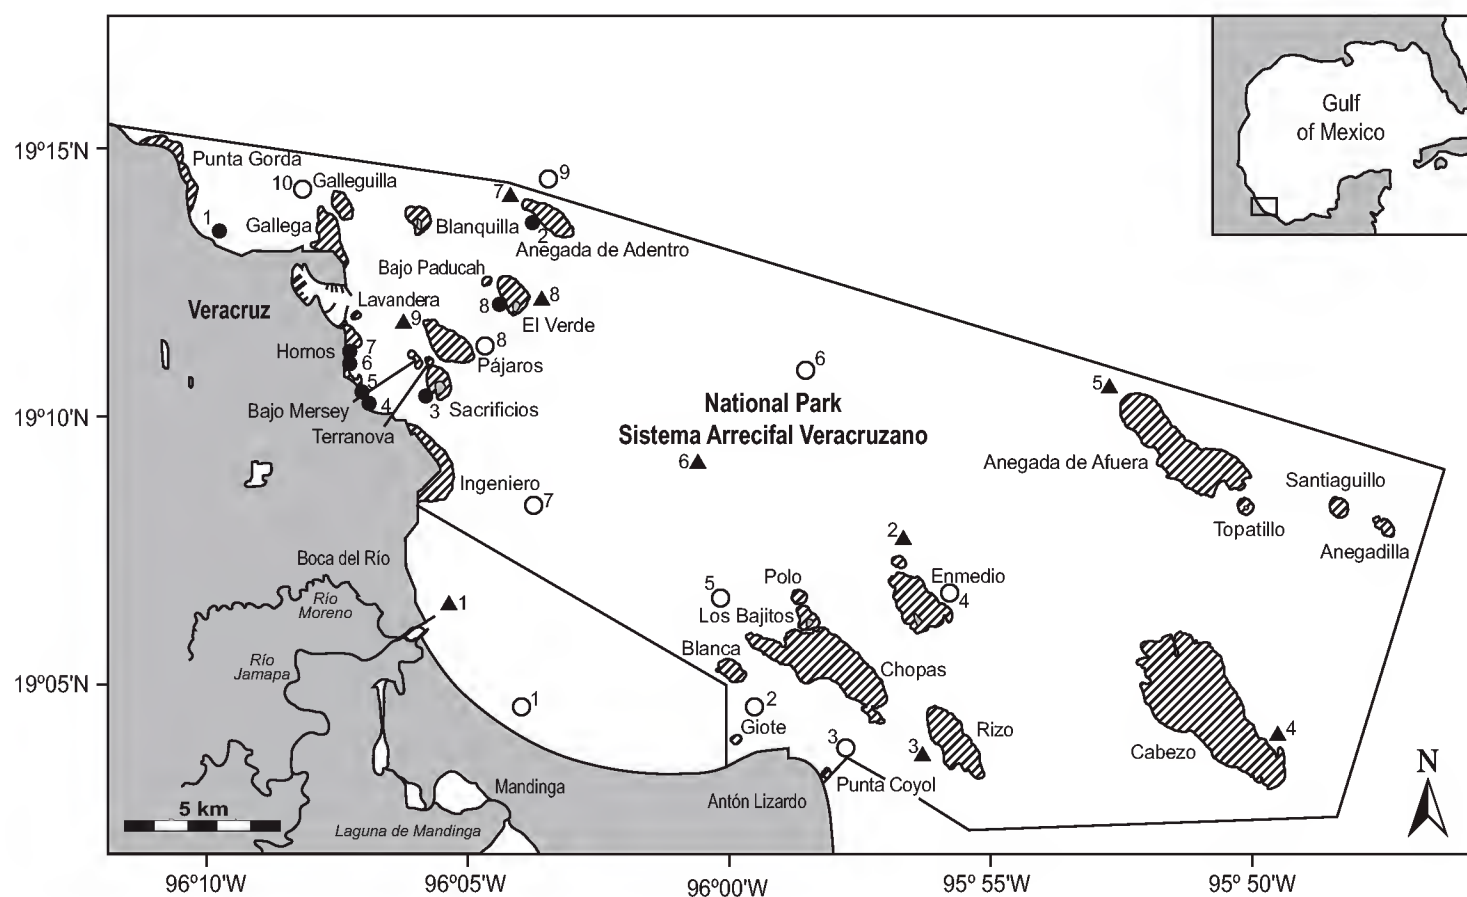 Gulf
of Mexico
19º15'N
Punta Gorda
9
10
Galleguilla
7
1
Gallega
Blanquilla
2
Anegada de Adentro
Bajo Paducah
Lavandera
8
8
Veracruz
9
El Verde
Hornos
7
8
6
Pájaros
6
5
5
19º10'N
Bajo Mersey
4
3
Sacrificios
National Park
Sistema Arrecifal Veracruzano
Terranova
6
Anegada de Afuera
Ingeniero
7
Santiaguillo
Topatillo
Anegadilla
2
Boca del Río
Río
Moreno
1
5
Polo
Enmedio
4
Los Bajitos
Blanca
Río
Jamapa
Chopas
19º05'N
1
2
Giote
3
3
Rizo
4
Cabezo
N
Mandinga
Punta Coyol
Antón Lizardo
5 km
Laguna de Mandinga
96º10'W
96º05'W
96º00'W
95º 55'W
95º 50'W